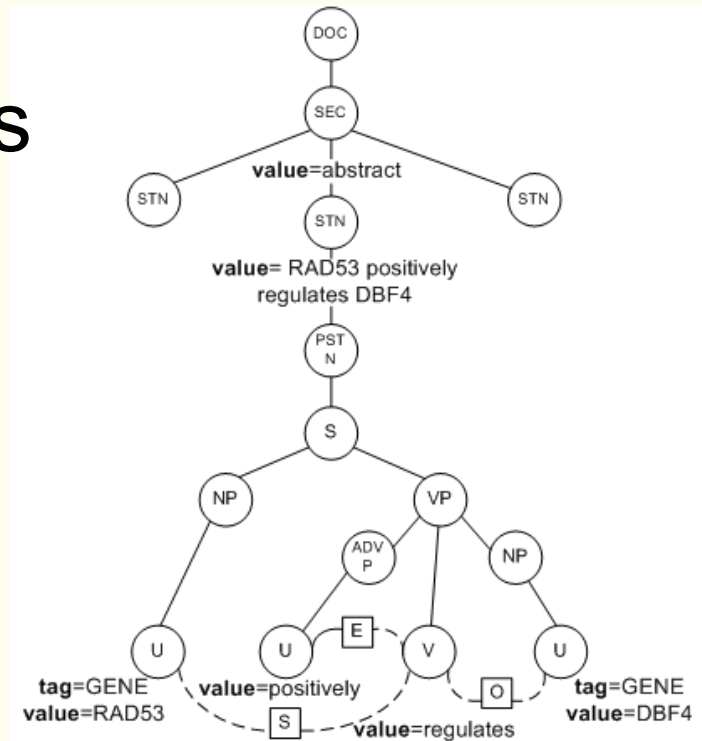 DOC
s
SEC
value=abstract
STN
STN
STN
value= RAD53 positively
regulates DBF4
PST
N
S
NP
VP
ADV
P
NP
U
U
E
V
U
tag=GENE
value=RAD53
value=positively
S
O
value=regulates
tag=GENE
value=DBF4